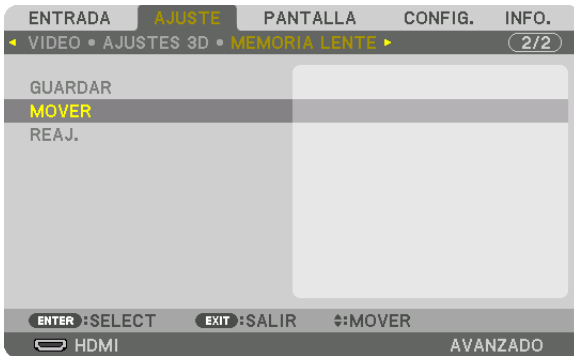 ENTRADA AJUSTE PANTALLA CONFIG. INFO.
VIDEO • AJUSTES 3D • MEMORIA LENTE 2/2
GUARDAR
MOVER
REAJ.
ENTER :SELECT EXIT :SALIR :MOVER
HDMI AVANZADO